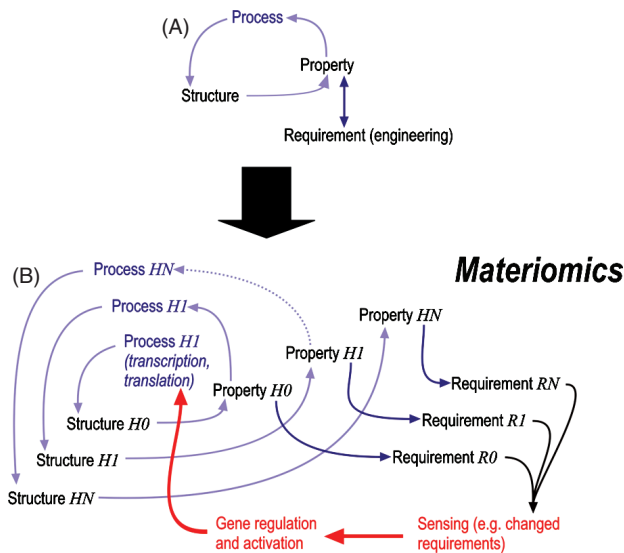 (A)
Process
Property
Structure
Requirement (engineering)
(B)
Materiomics
Process HN
Process H1
Property HN
Process H1
(transcription,
translation)
Property H1
Property H0
Requirement RN
Structure H0
Requirement R1
Structure H1
Requirement R0
Structure HN
Gene regulation
and activation
Sensing (e.g. changed
requirements)